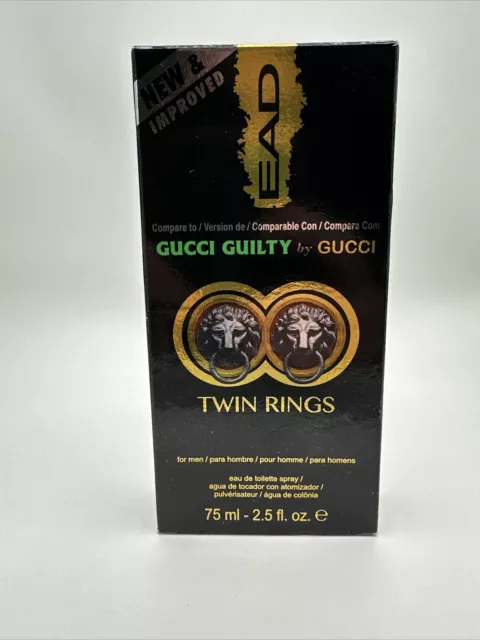 NEW &
IMPROVED
EAD
Compare to / Version de / Comparable Con / Compare Com
GUCCI GUILTY by GUCCI
TWIN RINGS
for men / para hombre / pour homme / para homens
eau de toilette spray /
agua de tocador con atomizador /
pulvérisateur / água de colônia
75 ml - 2.5 fl. oz. e